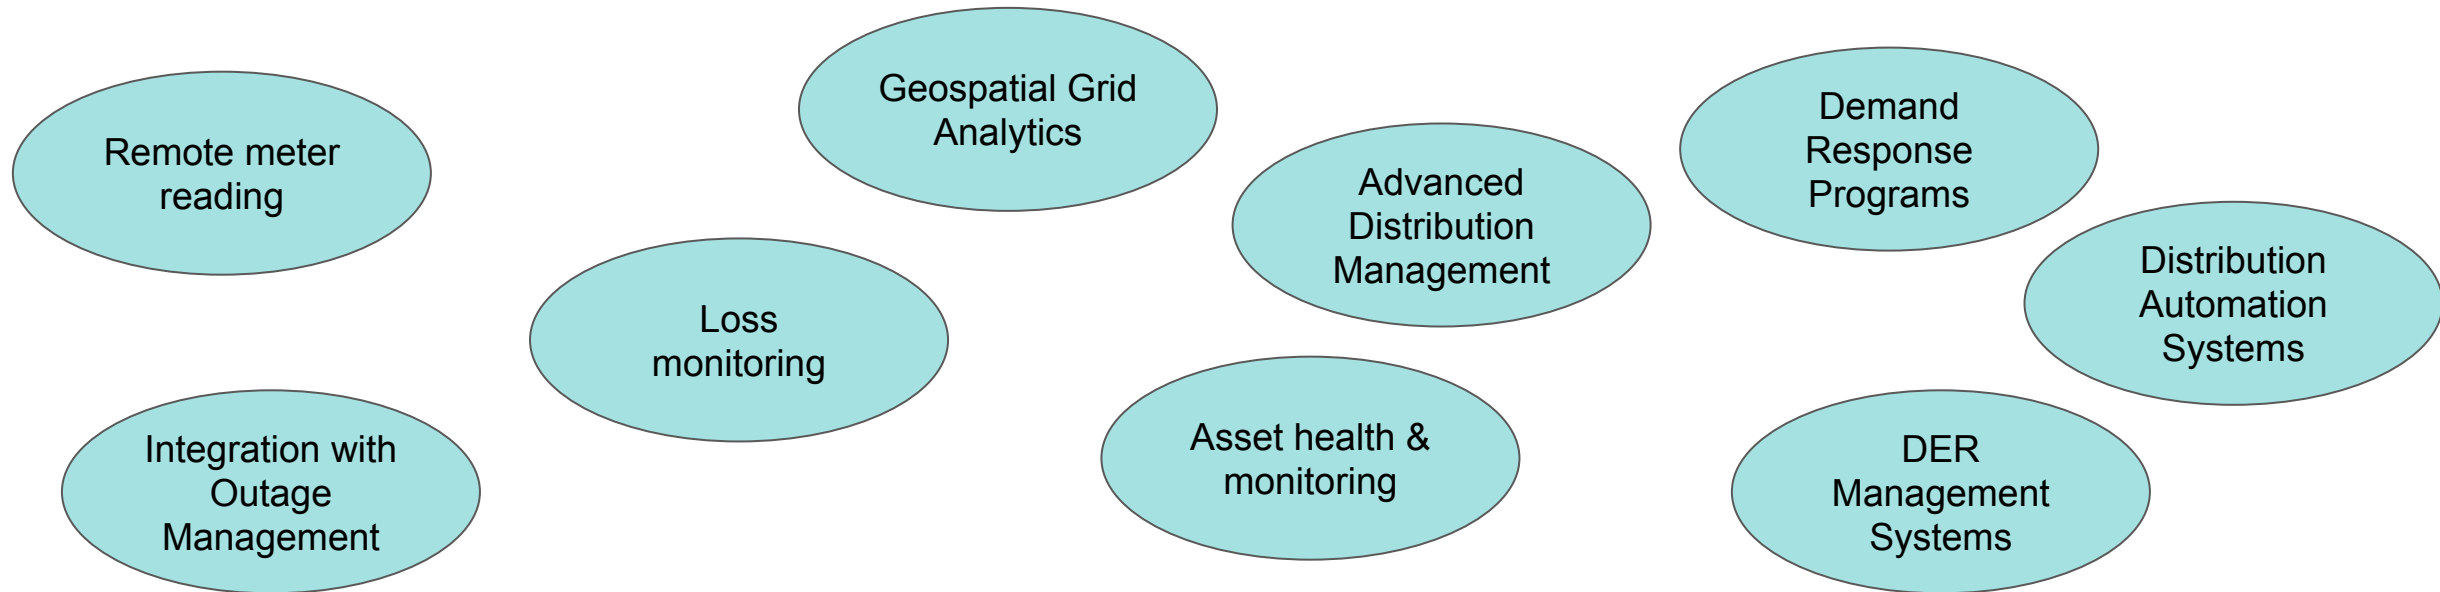 Remote meter
reading
Integration with
Outage
Management
Loss
monitoring
Geospatial Grid
Analytics
Advanced
Distribution
Management
Asset health &
monitoring
Demand
Response
Programs
Distribution
Automation
Systems
DER
Management
Systems